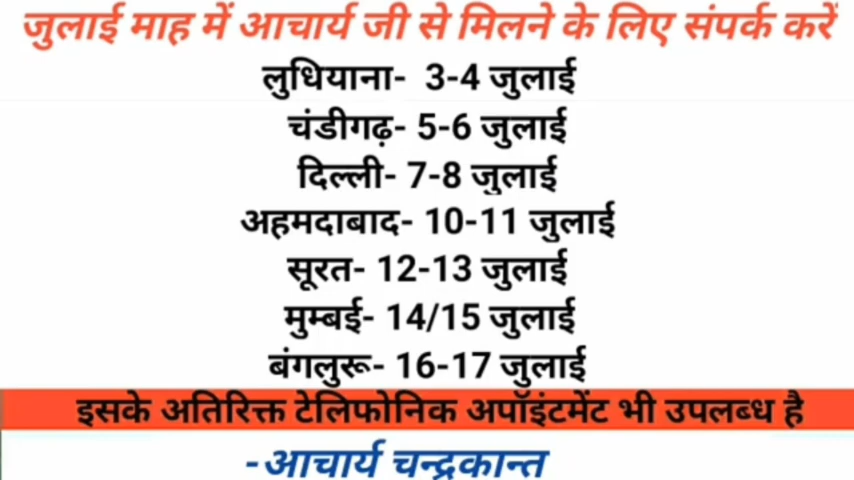 जुलाई माह में आचार्य जी से मिलने के लिए संपर्क करें
लुधियाना- 3-4 जुलाई
चंडीगढ़- 5-6 जुलाई
दिल्ली- 7-8 जुलाई
अहमदाबाद- 10-11 जुलाई
सूरत- 12-13 जुलाई
मुम्बई- 14/15 जुलाई
बंगलुरू- 16-17 जुलाई
इसके अतिरिक्त टेलिफोनिक अपॉइंटमेंट भी उपलब्ध है
-आचार्य चन्द्रकान्त